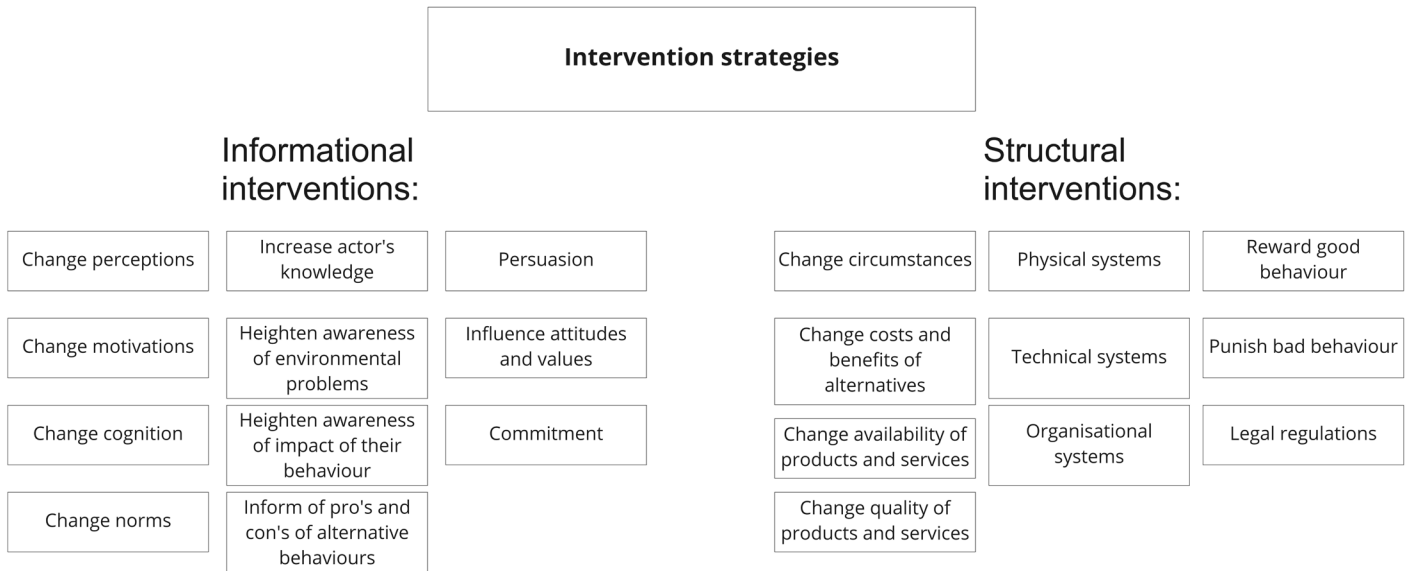 Intervention strategies
Informational
interventions:
Change perceptions
Change motivations
Change cognition
Change norms
Increase actor's
knowledge
Heighten awareness
of environmental
problems
Heighten awareness
of impact of their
behaviour
Inform of pro's and
con's of alternative
behaviours
Persuasion
Influence attitudes
and values
Commitment
Structural
interventions:
Change circumstances
Change costs and
benefits of
alternatives
Change availability of
products and services
Change quality of
products and services
Physical systems
Technical systems
Organisational
systems
Reward good
behaviour
Punish bad behaviour
Legal regulations